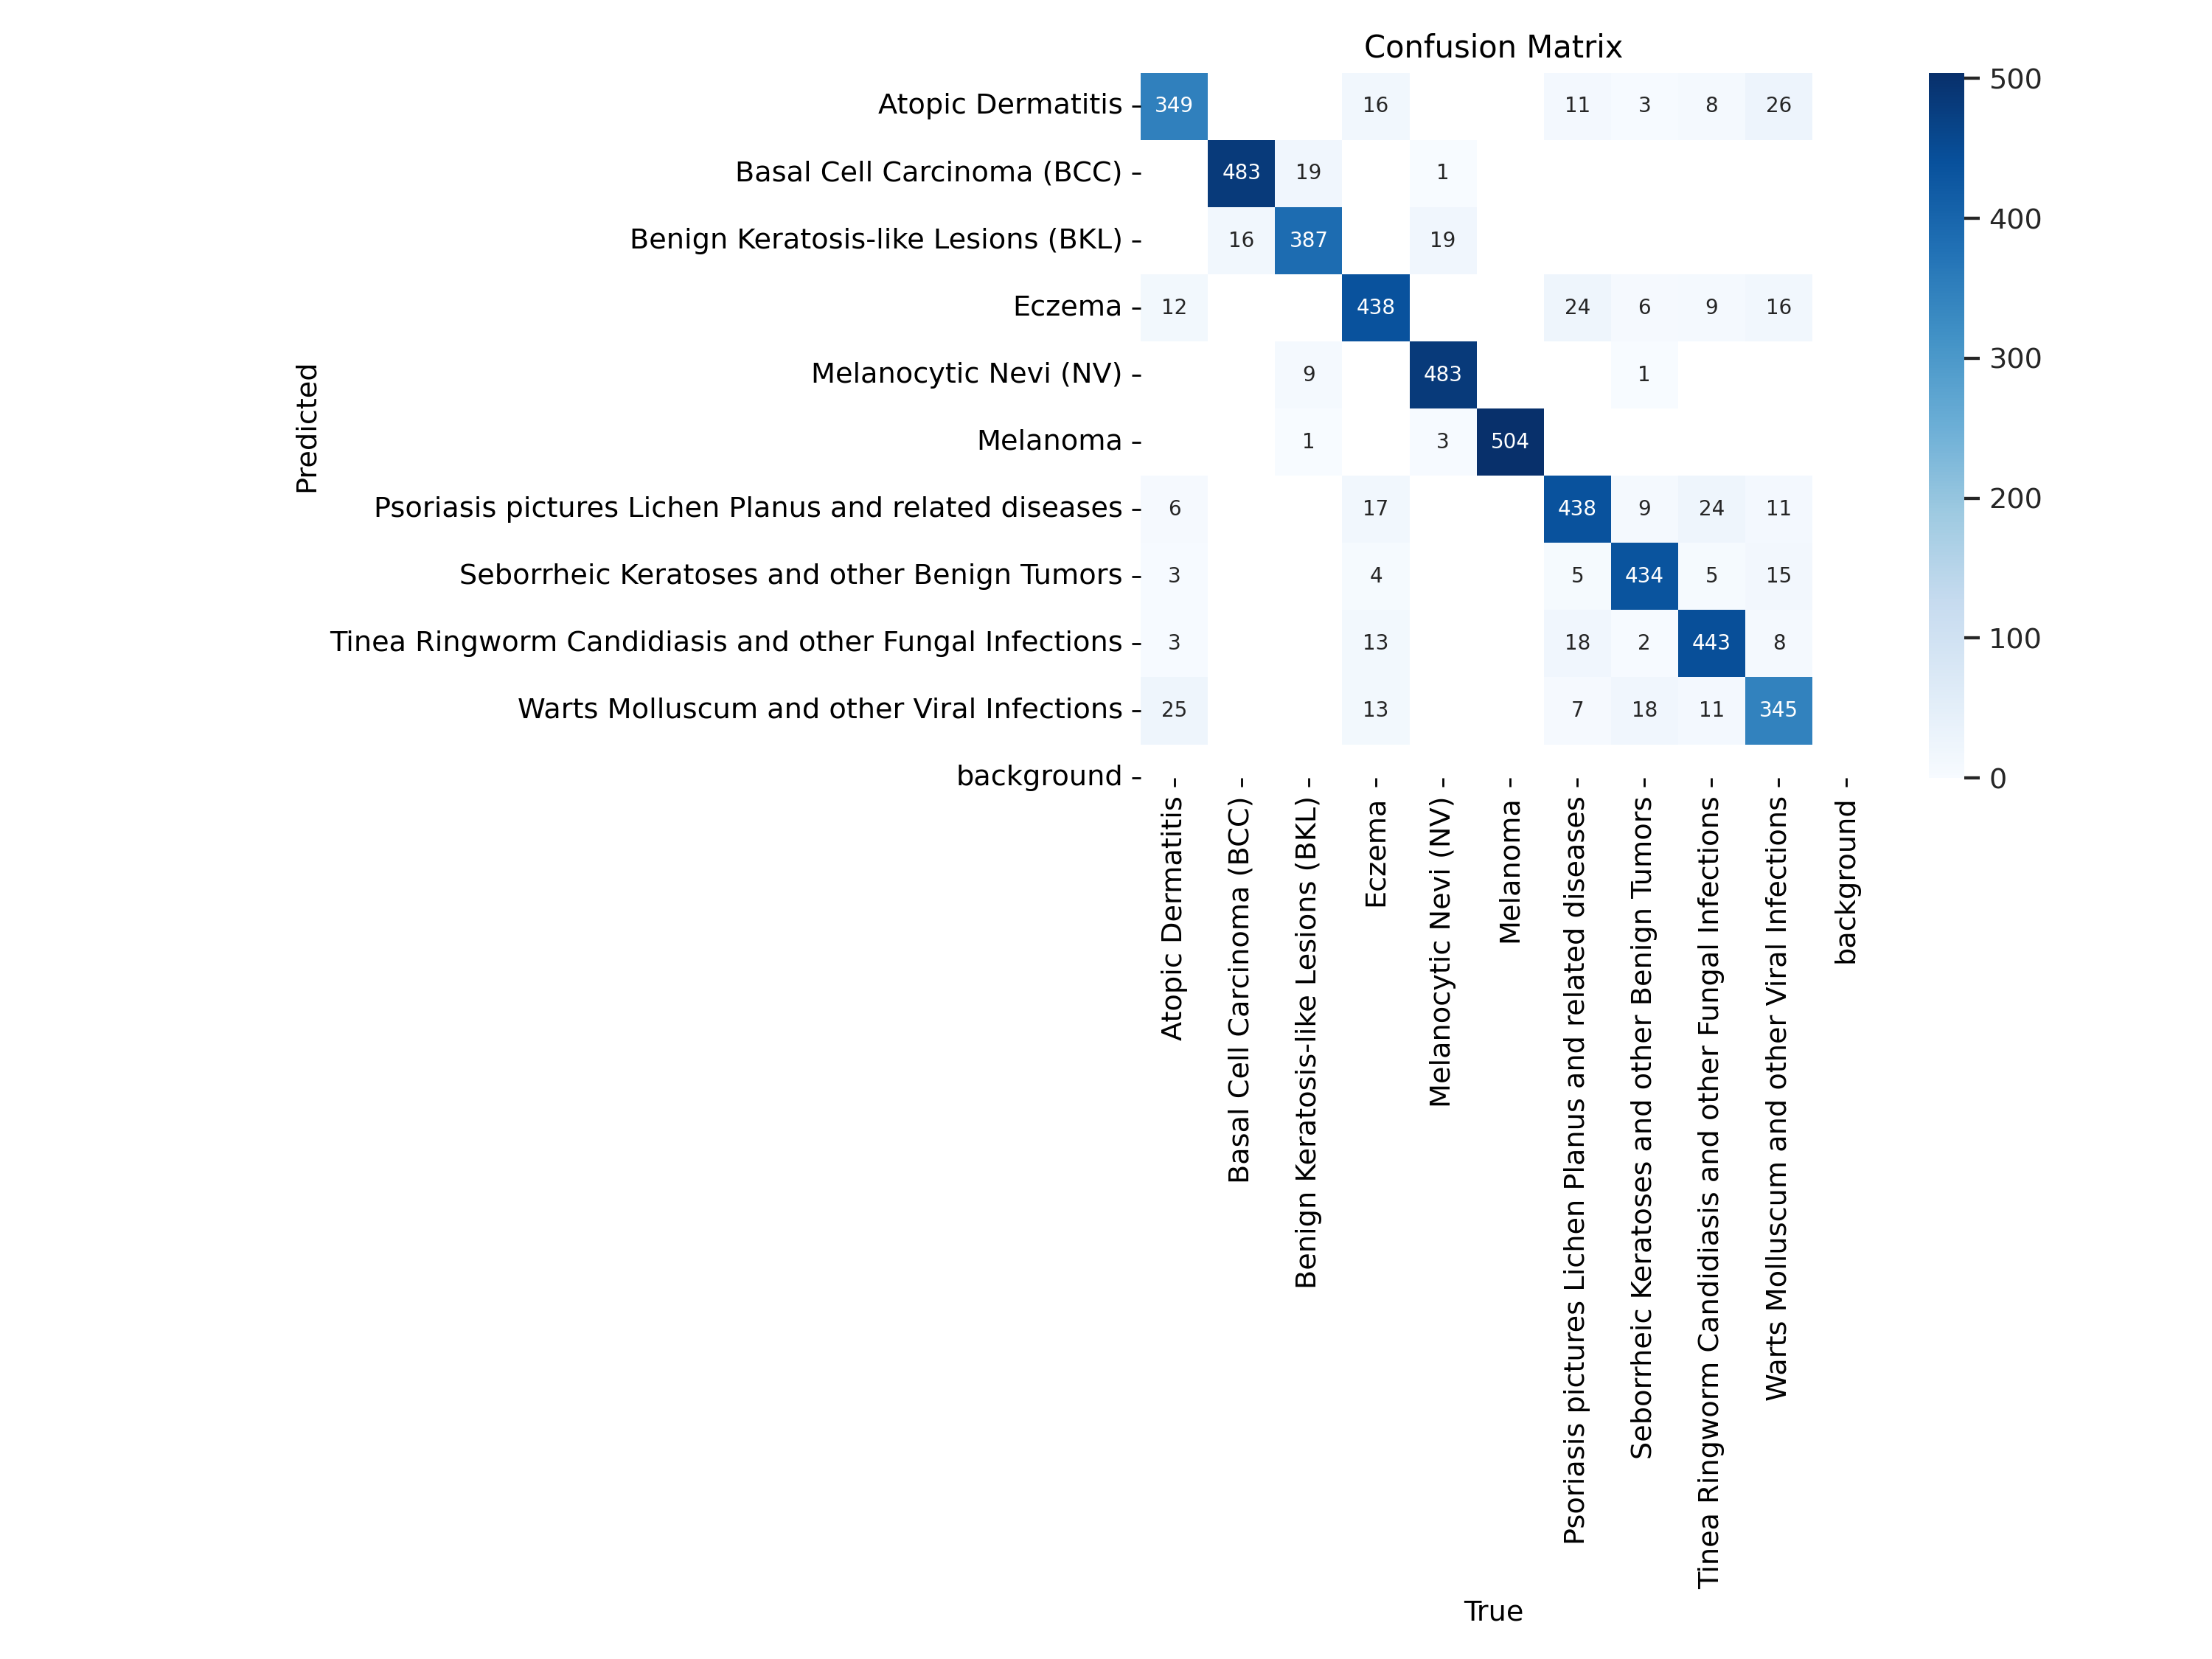 Confusion Matrix
Atopic Dermatitis 349 16 11 3 8 26
Basal Cell Carcinoma (BCC) 483 19 1
Benign Keratosis-like Lesions (BKL) 16 387 19
Eczema 12 438 24 6 9 16
Melanocytic Nevi (NV) 9 483 1
Melanoma 1 3 504
Psoriasis pictures Lichen Planus and related diseases 6 17 438 9 24 11
Seborrheic Keratoses and other Benign Tumors 3 4 5 434 5 15
Tinea Ringworm Candidiasis and other Fungal Infections 3 13 18 2 443 8
Warts Molluscum and other Viral Infections 25 13 7 18 11 345
background
Predicted
500
400
300
200
100
0
Atopic Dermatitis
Basal Cell Carcinoma (BCC)
Benign Keratosis-like Lesions (BKL)
Eczema
Melanocytic Nevi (NV)
Melanoma
Psoriasis pictures Lichen Planus and related diseases
Seborrheic Keratoses and other Benign Tumors
Tinea Ringworm Candidiasis and other Fungal Infections
Warts Molluscum and other Viral Infections
background
True